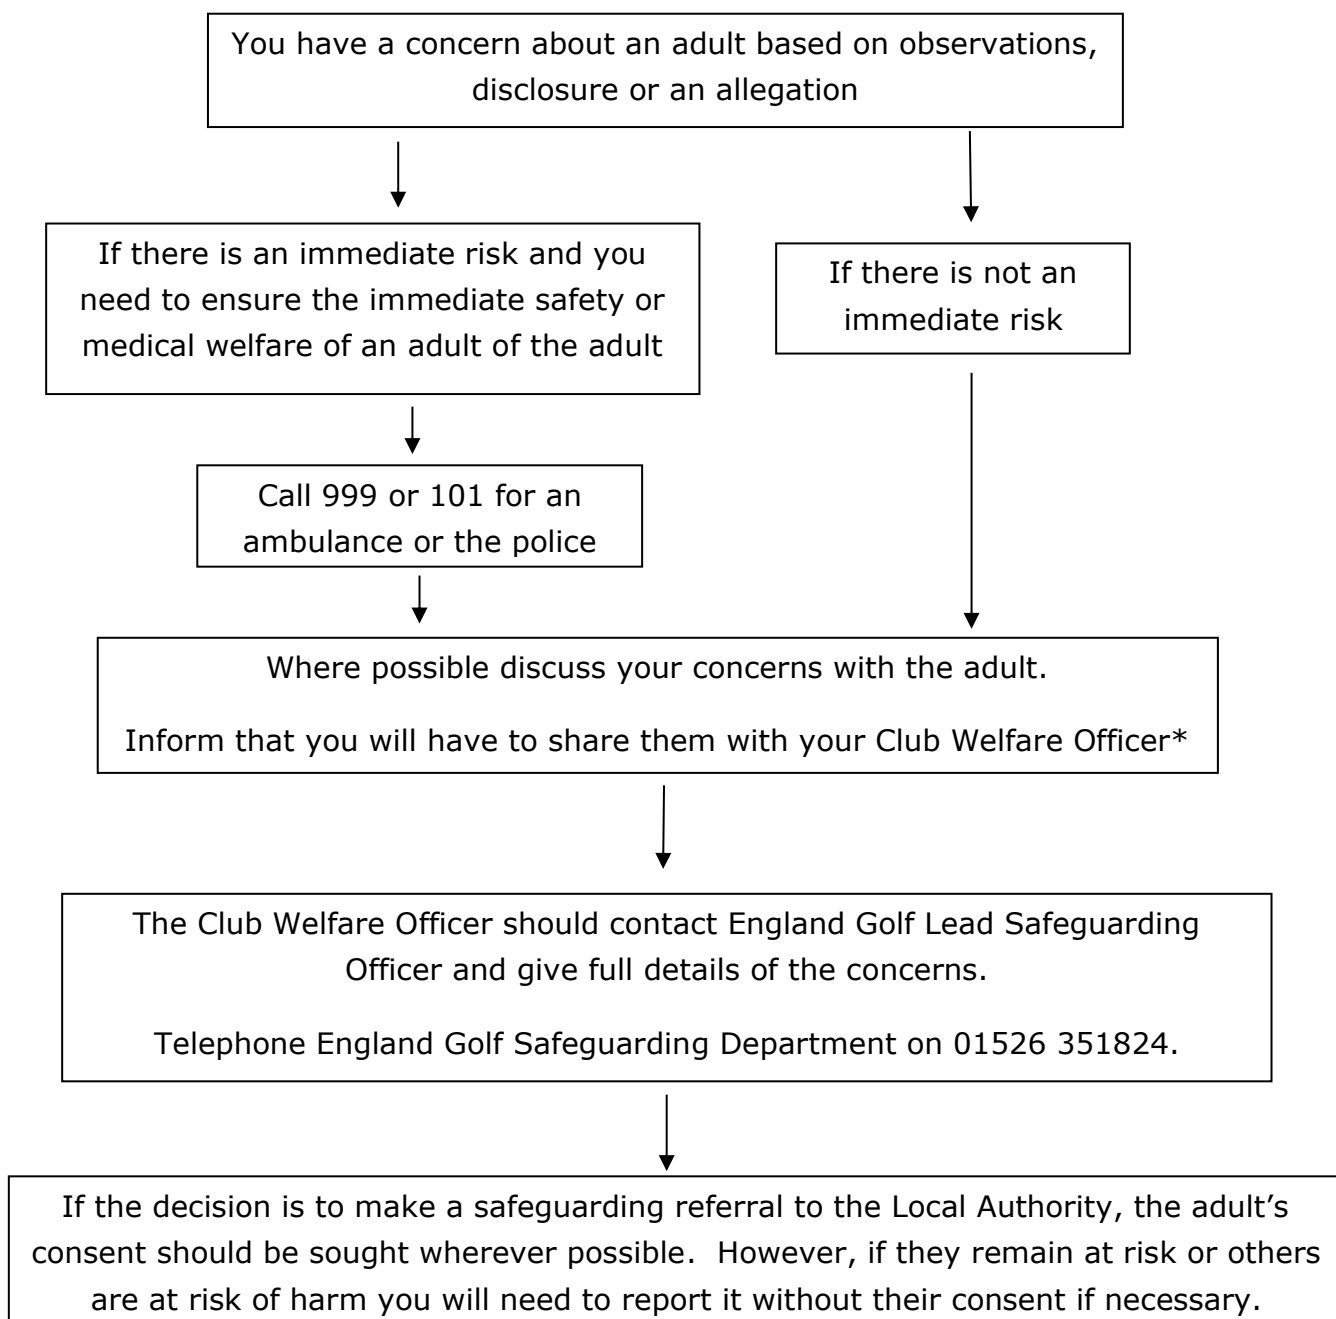 You have a concern about an adult based on observations,
disclosure or an allegation
If there is an immediate risk and you
need to ensure the immediate safety or
medical welfare of an adult of the adult
If there is not an
immediate risk
Call 999 or 101 for an
ambulance or the police
Where possible discuss your concerns with the adult.
Inform that you will have to share them with your Club Welfare Officer*
The Club Welfare Officer should contact England Golf Lead Safeguarding
Officer and give full details of the concerns.
Telephone England Golf Safeguarding Department on 01526 351824.
If the decision is to make a safeguarding referral to the Local Authority, the adult’s
consent should be sought wherever possible.  However, if they remain at risk or others
are at risk of harm you will need to report it without their consent if necessary.